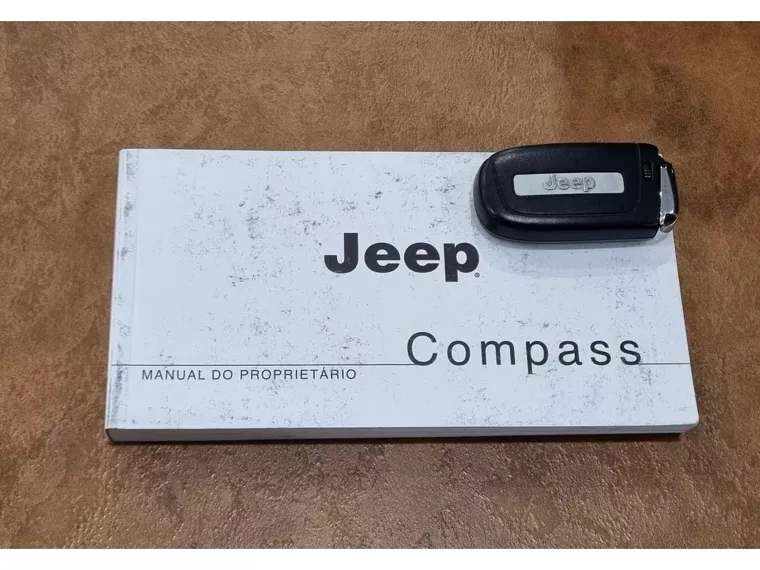 Jeep
Jeep
Compass
MANUAL DO PROPRIETÁRIO